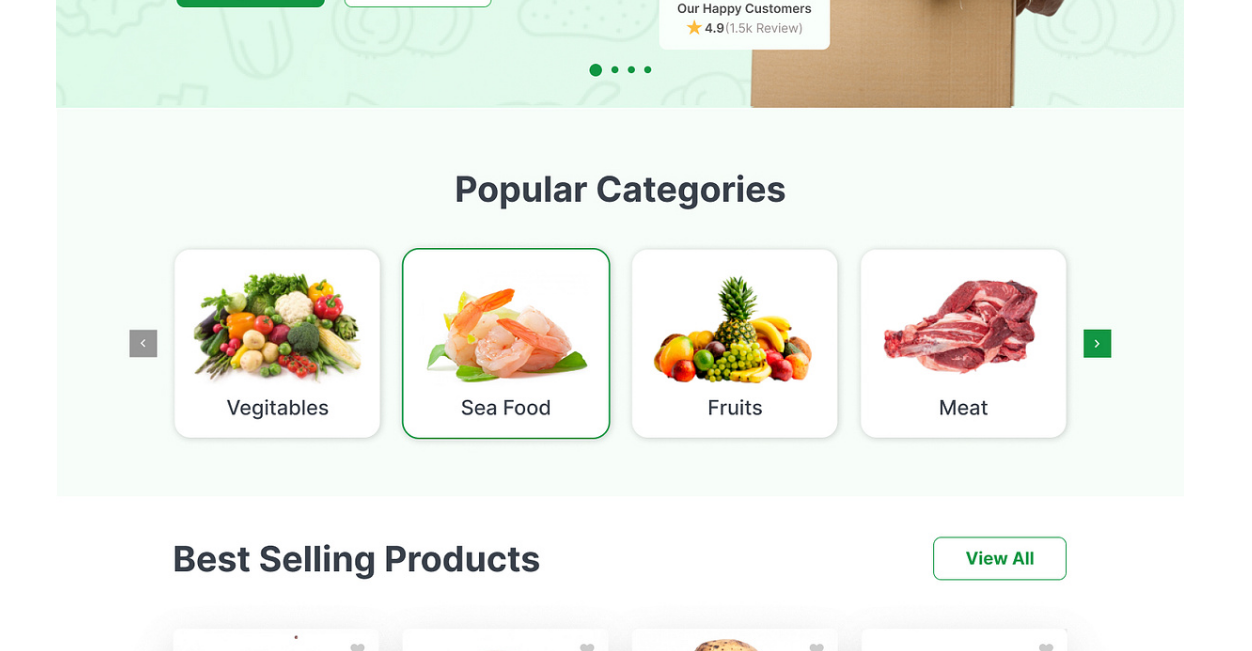 Our Happy Customers
4.9(1.5k Review)
Popular Categories
Vegitables
Sea Food
Fruits
Meat
Best Selling Products
View All